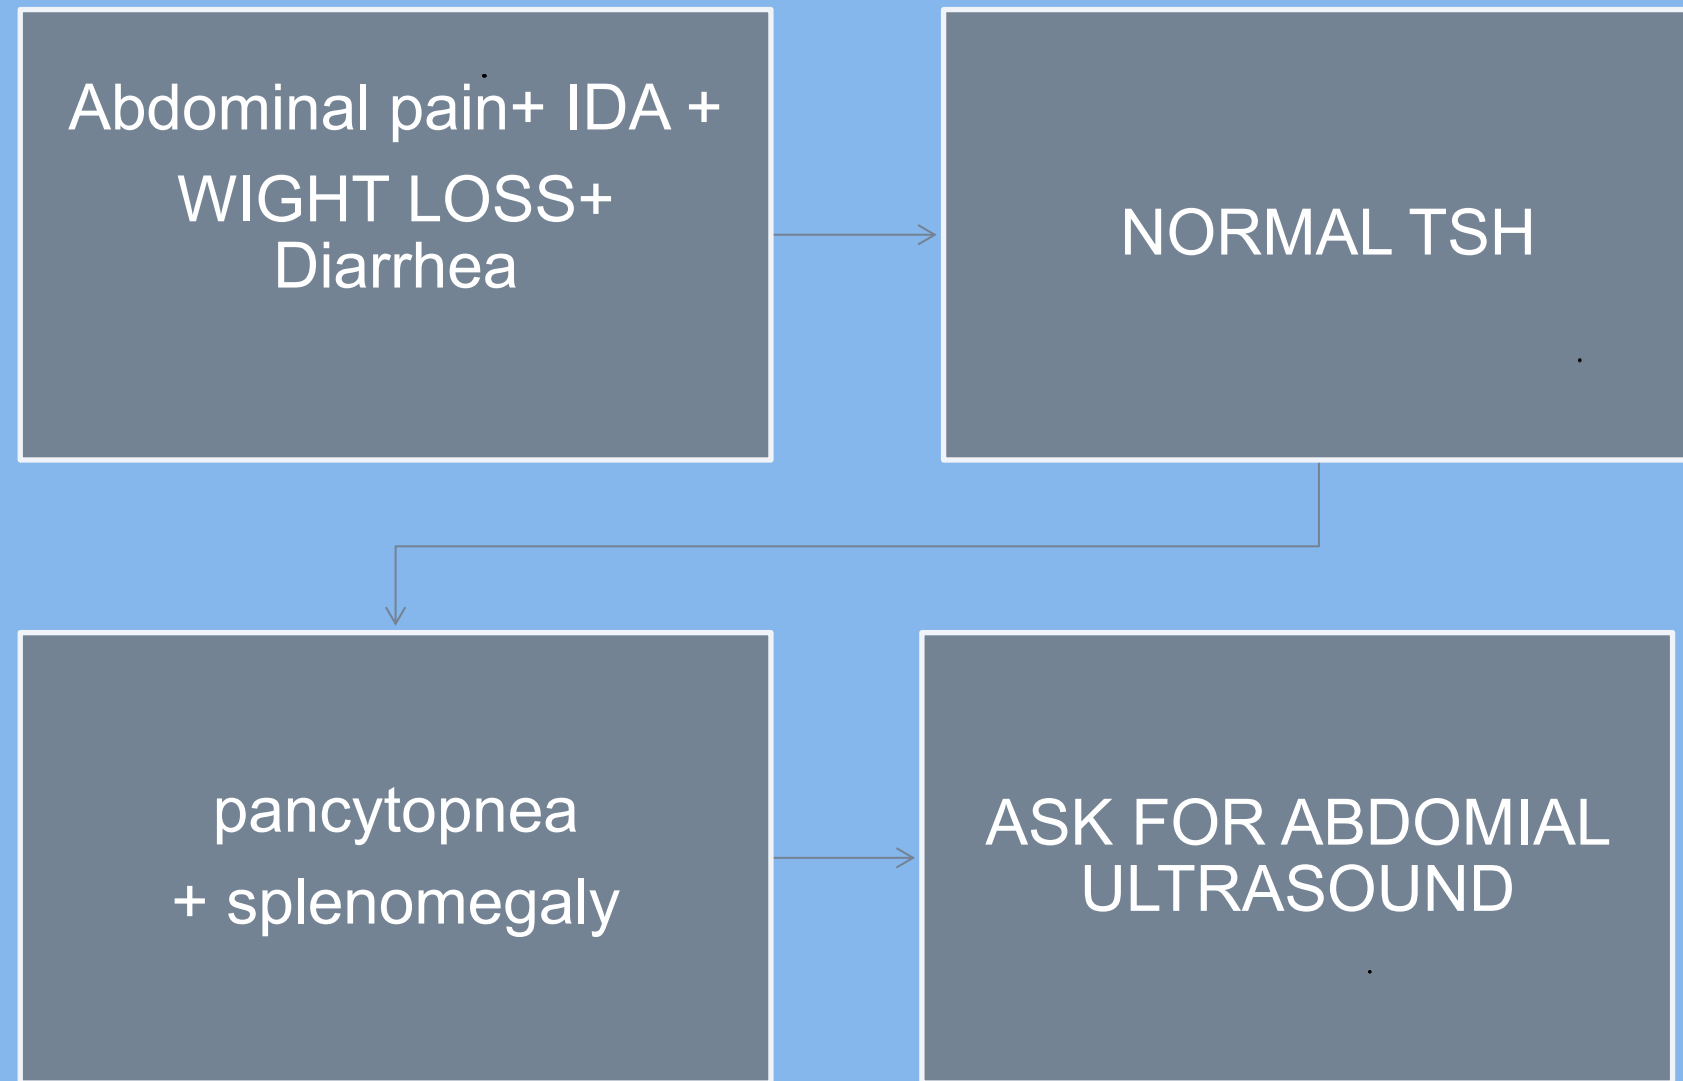 Abdominal pain+ IDA +
WIGHT LOSS+
Diarrhea
NORMAL TSH
pancytopnea
+ splenomegaly
ASK FOR ABDOMIAL
ULTRASOUND